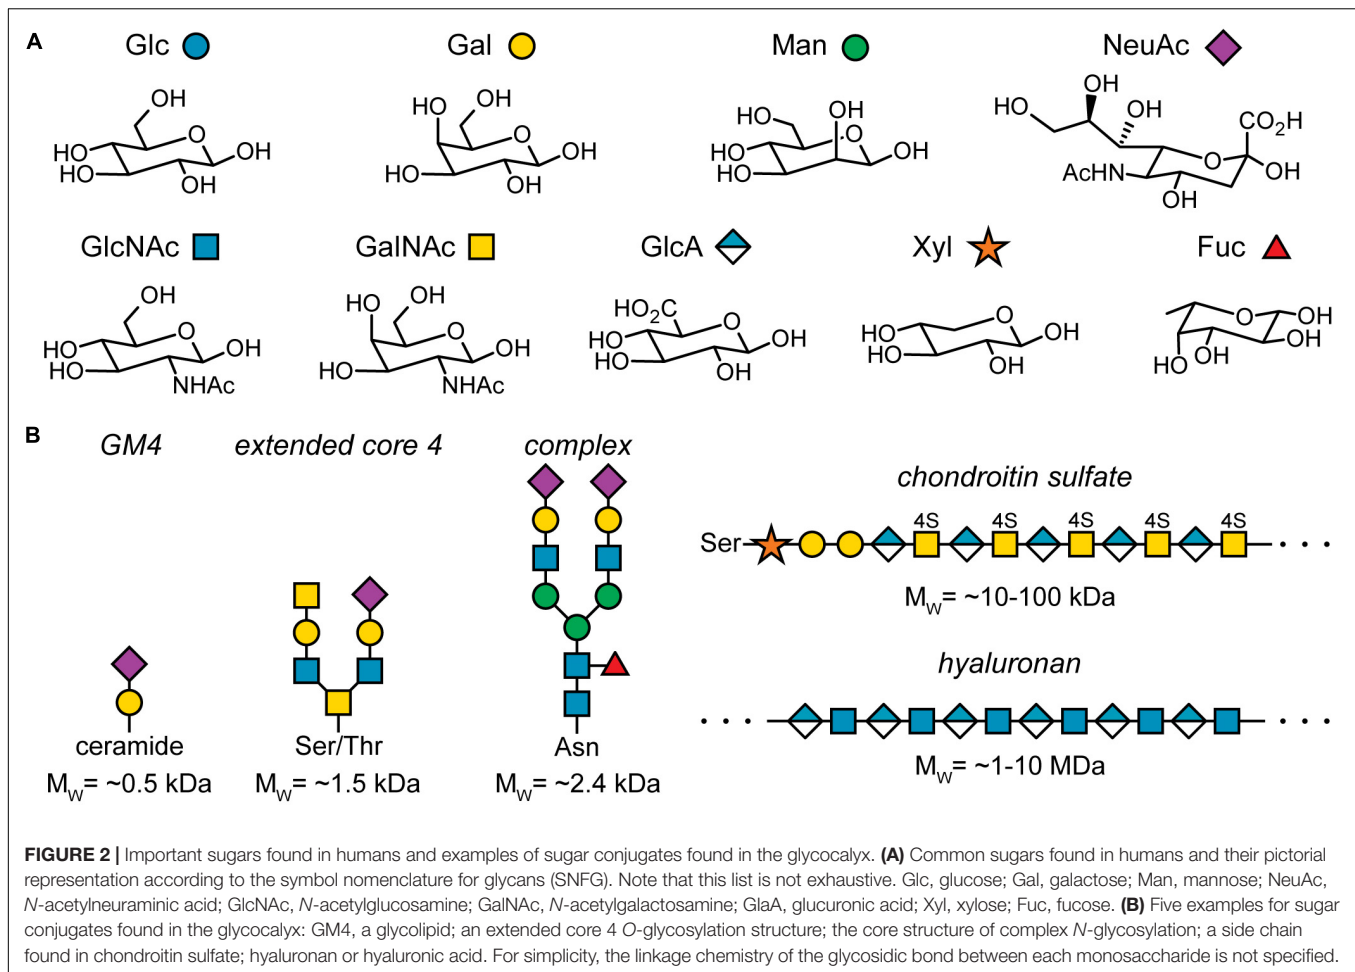 A
Glc
Gal
Man
NeuAc
OH
HO
HO
O
OH
OH
HO
OH
HO
O
OH
OH
HO
HO
HO
OH
O
OH
HO
OH
OH
AcHN
O
CO2H
OH
OH
GlcNAc
GalNAc
GlcA
Xyl
Fuc
OH
HO
HO
O
OH
NHAc
HO
OH
HO
O
OH
NHAc
HO2C
HO
HO
O
OH
OH
HO
HO
O
OH
OH
O
OH
OH
OH
HO
B
GM4
extended core 4
complex
chondroitin sulfate
4S 4S 4S 4S 4S
Ser
· · ·
MW= ~10-100 kDa
hyaluronan
· · ·
· · ·
MW= ~1-10 MDa
ceramide
Ser/Thr
Asn
MW= ~0.5 kDa
MW= ~1.5 kDa
MW= ~2.4 kDa
FIGURE 2 | Important sugars found in humans and examples of sugar conjugates found in the glycocalyx. (A) Common sugars found in humans and their pictorial
representation according to the symbol nomenclature for glycans (SNFG). Note that this list is not exhaustive. Glc, glucose; Gal, galactose; Man, mannose; NeuAc,
N-acetylneuraminic acid; GlcNAc, N-acetylglucosamine; GalNAc, N-acetylgalactosamine; GlaA, glucuronic acid; Xyl, xylose; Fuc, fucose. (B) Five examples for sugar
conjugates found in the glycocalyx: GM4, a glycolipid; an extended core 4 O-glycosylation structure; the core structure of complex N-glycosylation; a side chain
found in chondroitin sulfate; hyaluronan or hyaluronic acid. For simplicity, the linkage chemistry of the glycosidic bond between each monosaccharide is not specified.